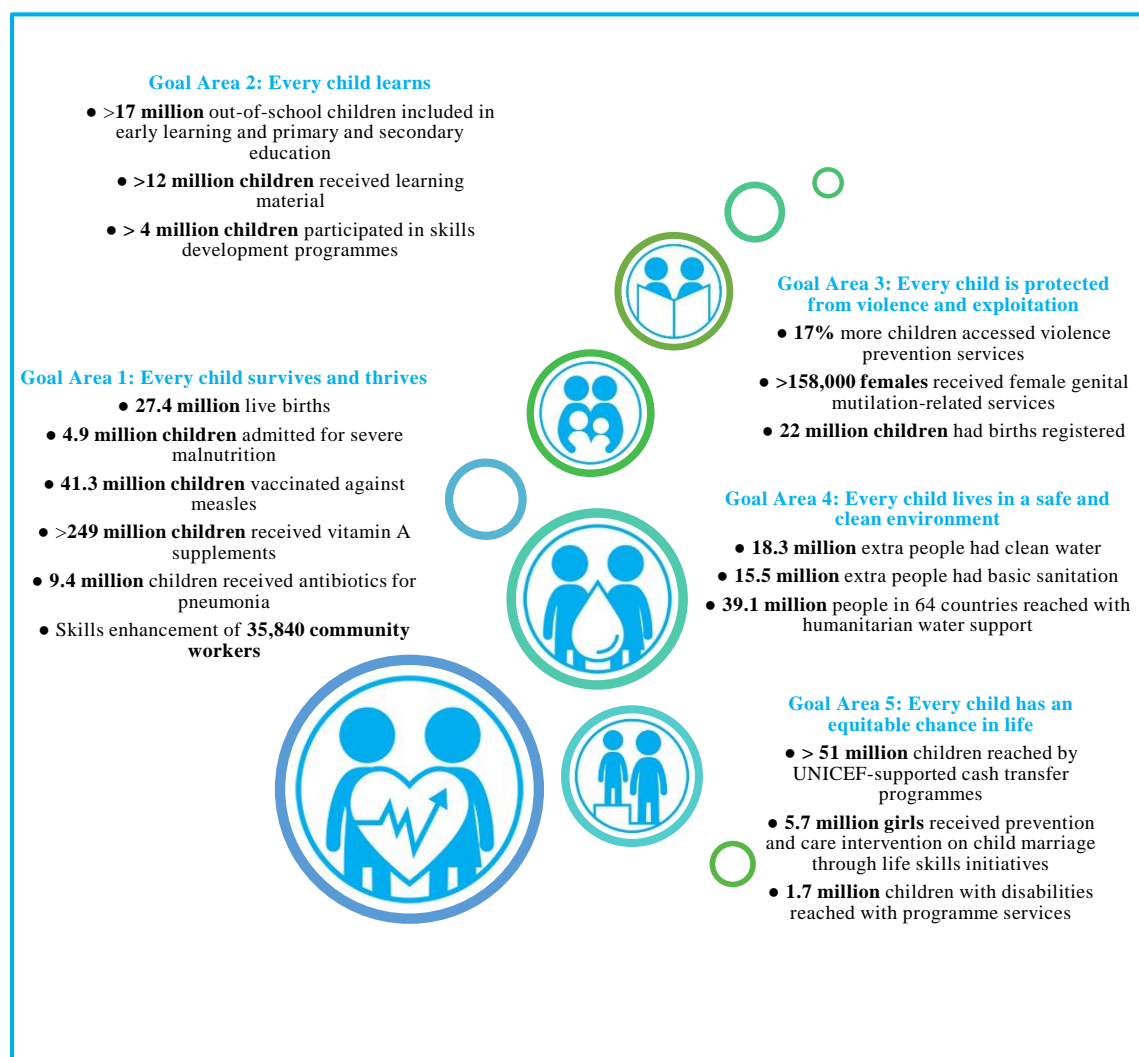 Goal Area 2: Every child learns
● >17 million out-of-school children included in
early learning and primary and secondary
education
● >12 million children received learning
material
● > 4 million children participated in skills
development programmes
Goal Area 1: Every child survives and thrives
● 27.4 million live births
● 4.9 million children admitted for severe
malnutrition
● 41.3 million children vaccinated against
measles
● >249 million children received vitamin A
supplements
● 9.4 million children received antibiotics for
pneumonia
● Skills enhancement of 35,840 community
workers
Goal Area 3: Every child is protected
from violence and exploitation
● 17% more children accessed violence
prevention services
● >158,000 females received female genital
mutilation-related services
● 22 million children had births registered
Goal Area 4: Every child lives in a safe and
clean environment
● 18.3 million extra people had clean water
● 15.5 million extra people had basic sanitation
● 39.1 million people in 64 countries reached with
humanitarian water support
Goal Area 5: Every child has an
equitable chance in life
● > 51 million children reached by
UNICEF-supported cash transfer
programmes
● 5.7 million girls received prevention
and care intervention on child marriage
through life skills initiatives
● 1.7 million children with disabilities
reached with programme services